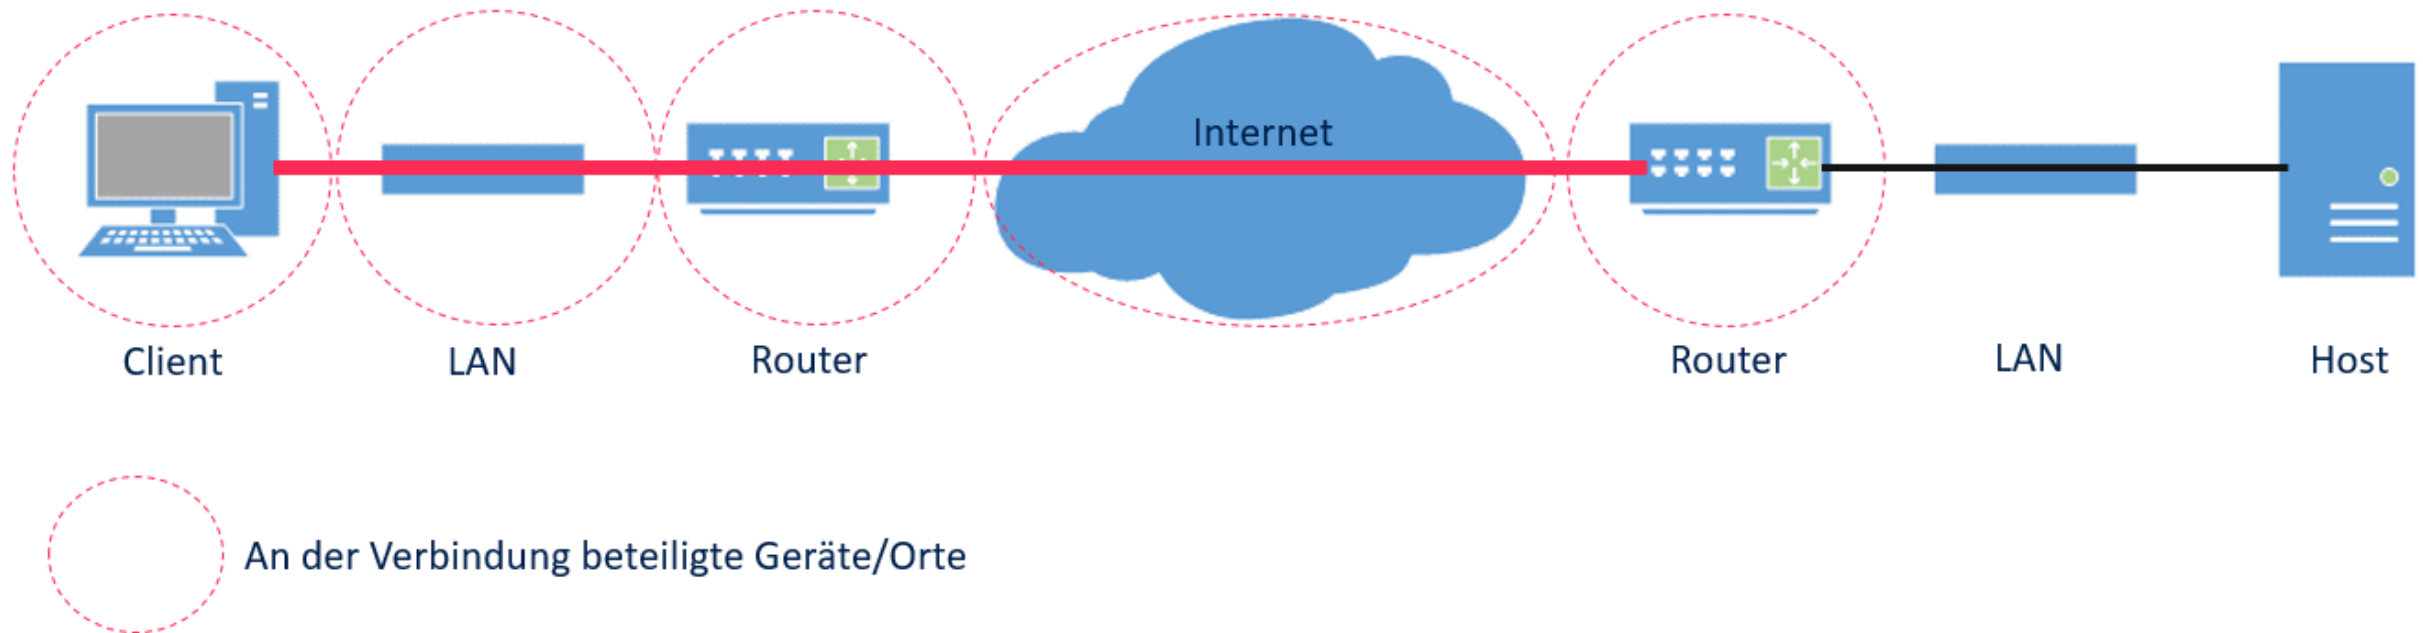 Internet
Client
LAN
Router
Router
LAN
Host
An der Verbindung beteiligte Geräte/Orte